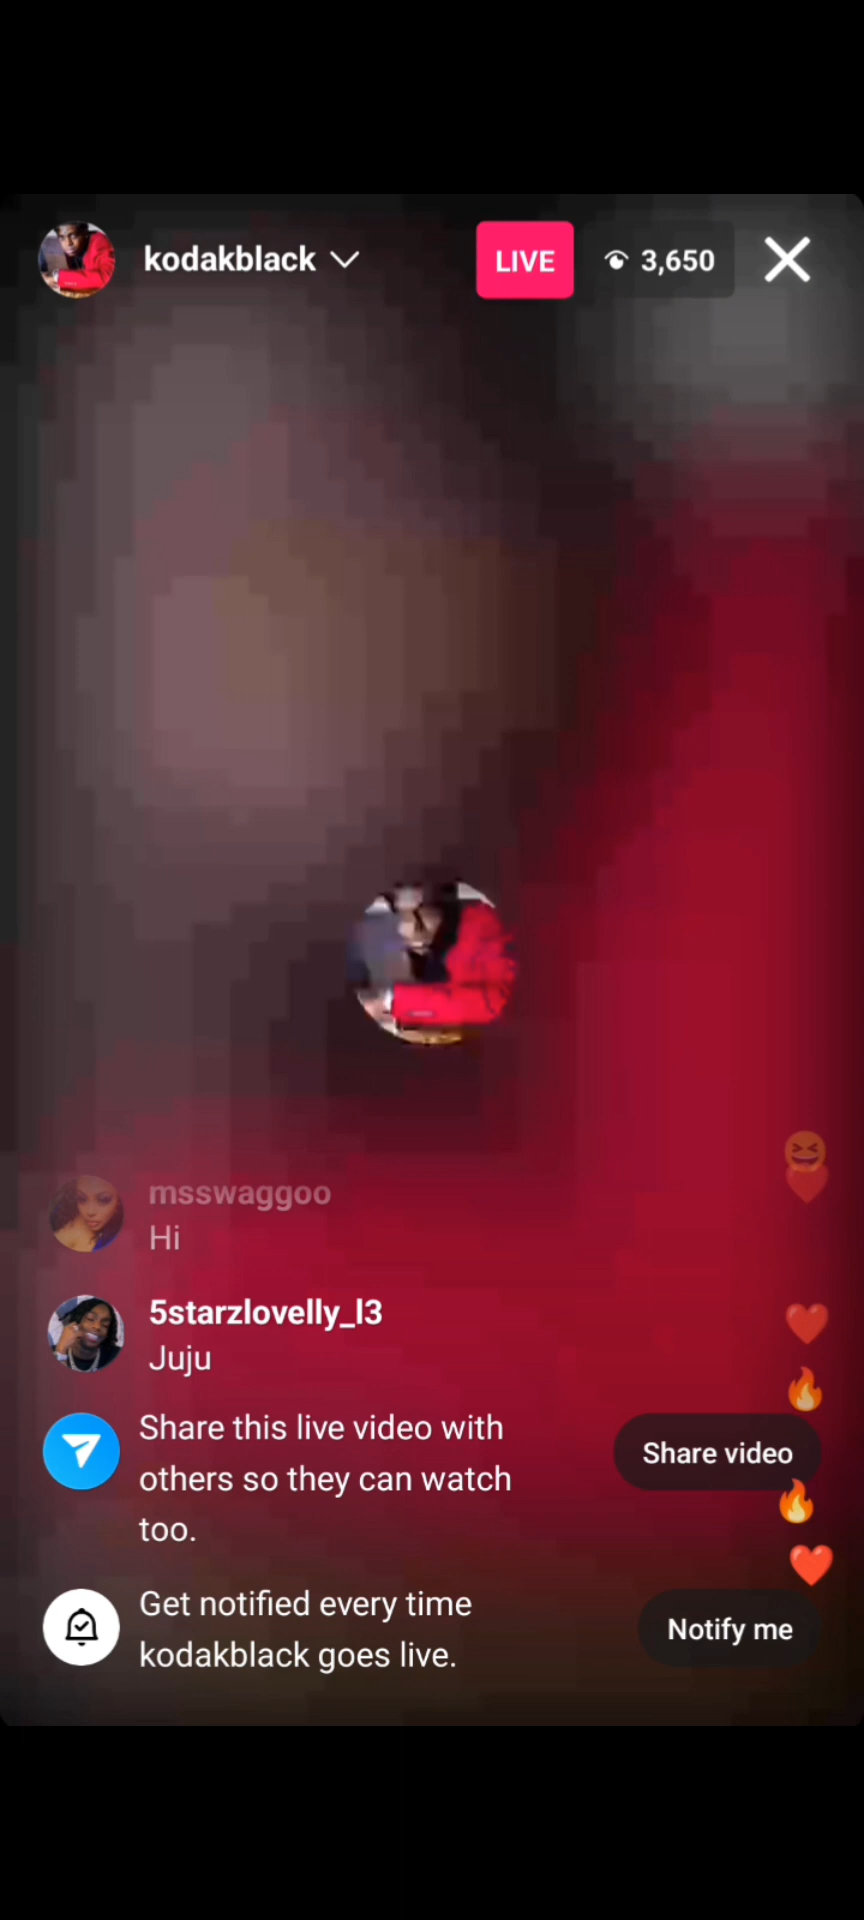 kodakblack
LIVE
3,650
msswaggoo
Hi
5starzlovelly_l3
Juju
Share this live video with
others so they can watch
too.
Share video
Get notified every time
kodakblack goes live.
Notify me